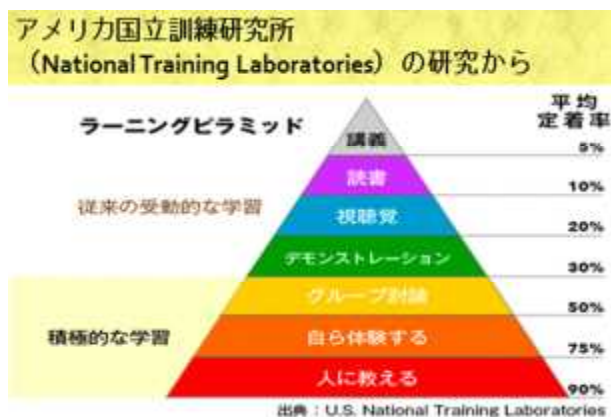 アメリカ国立訓練研究所
（National Training Laboratories）の研究から
ラーニングピラミッド
平均
定着率
講義
5%
読書
10%
従来の受動的な学習
視聴覚
20%
デモンストレーション
30%
グループ討論
50%
積極的な学習
自ら体験する
75%
人に教える
90%
出典：U.S. National Training Laboratories